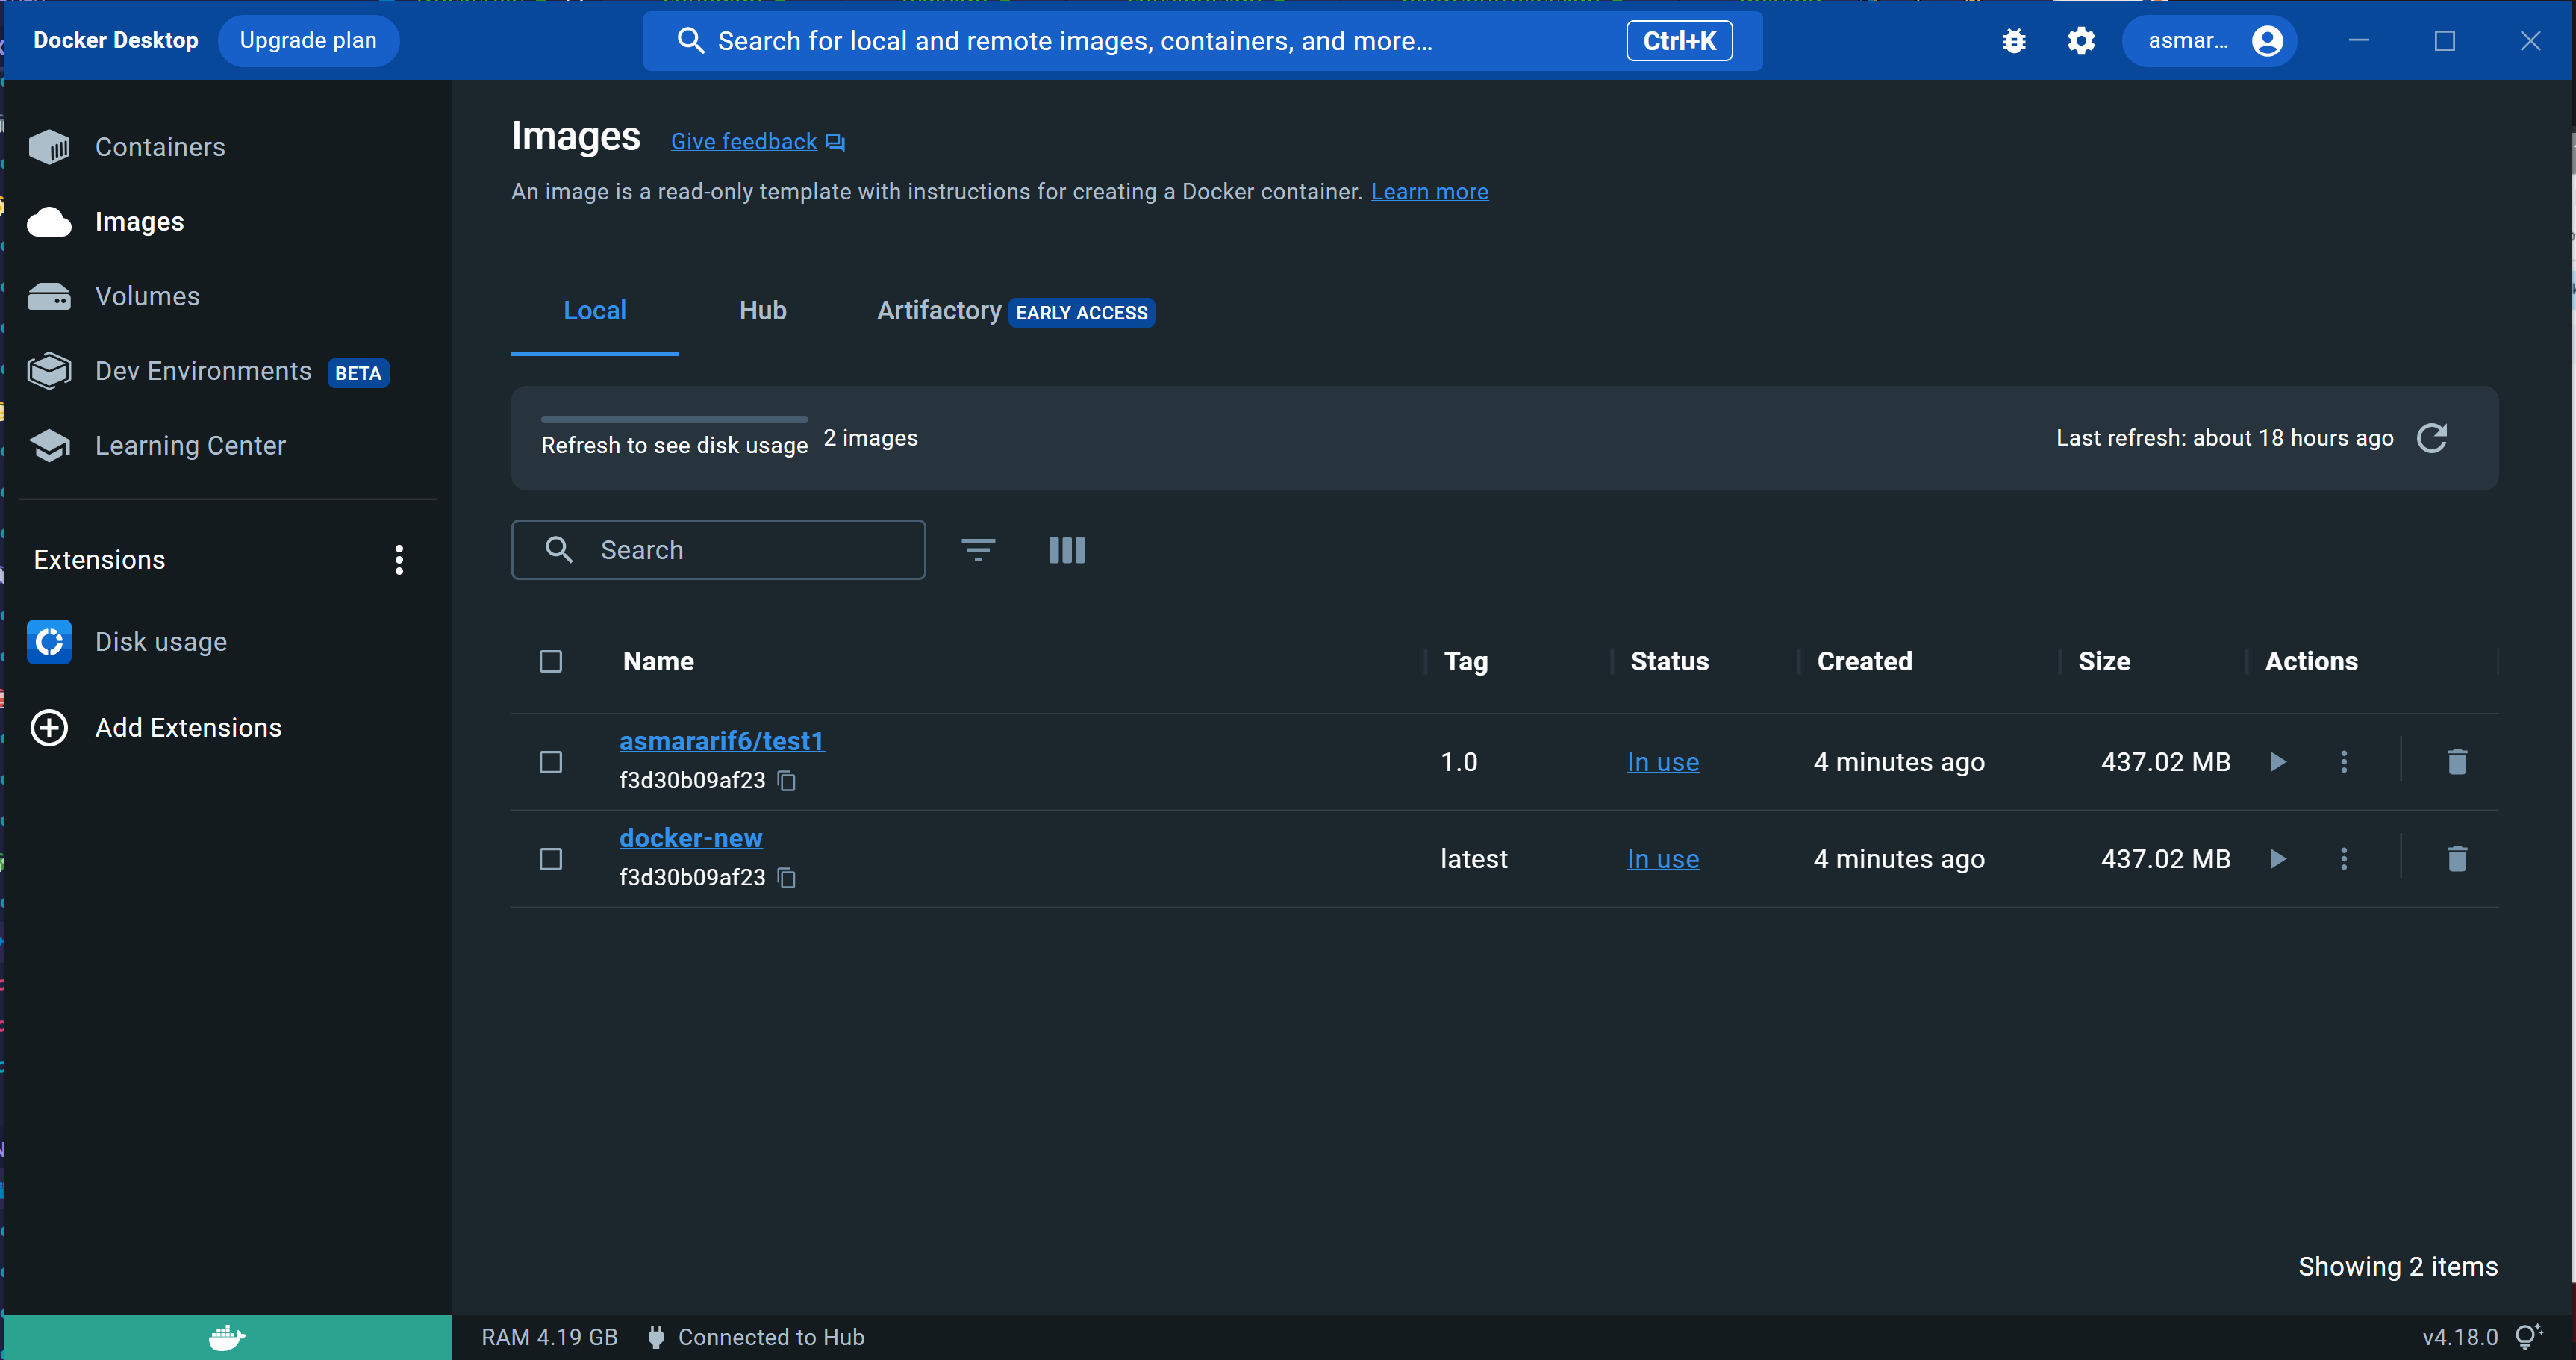 Docker Desktop
Upgrade plan
Search for local and remote images, containers, and more...
Ctrl+K
asmar...
Containers
Images
Volumes
Dev Environments BETA
Learning Center
Extensions
Disk usage
Add Extensions
Images
Give feedback
An image is a read-only template with instructions for creating a Docker container. Learn more
Local
Hub
Artifactory EARLY ACCESS
Refresh to see disk usage
2 images
Last refresh: about 18 hours ago
Search
Name Tag Status Created Size Actions
asmararif6/test1
f3d30b09af23
1.0 In use 4 minutes ago 437.02 MB
docker-new
f3d30b09af23
latest In use 4 minutes ago 437.02 MB
Showing 2 items
RAM 4.19 GB
Connected to Hub
v4.18.0